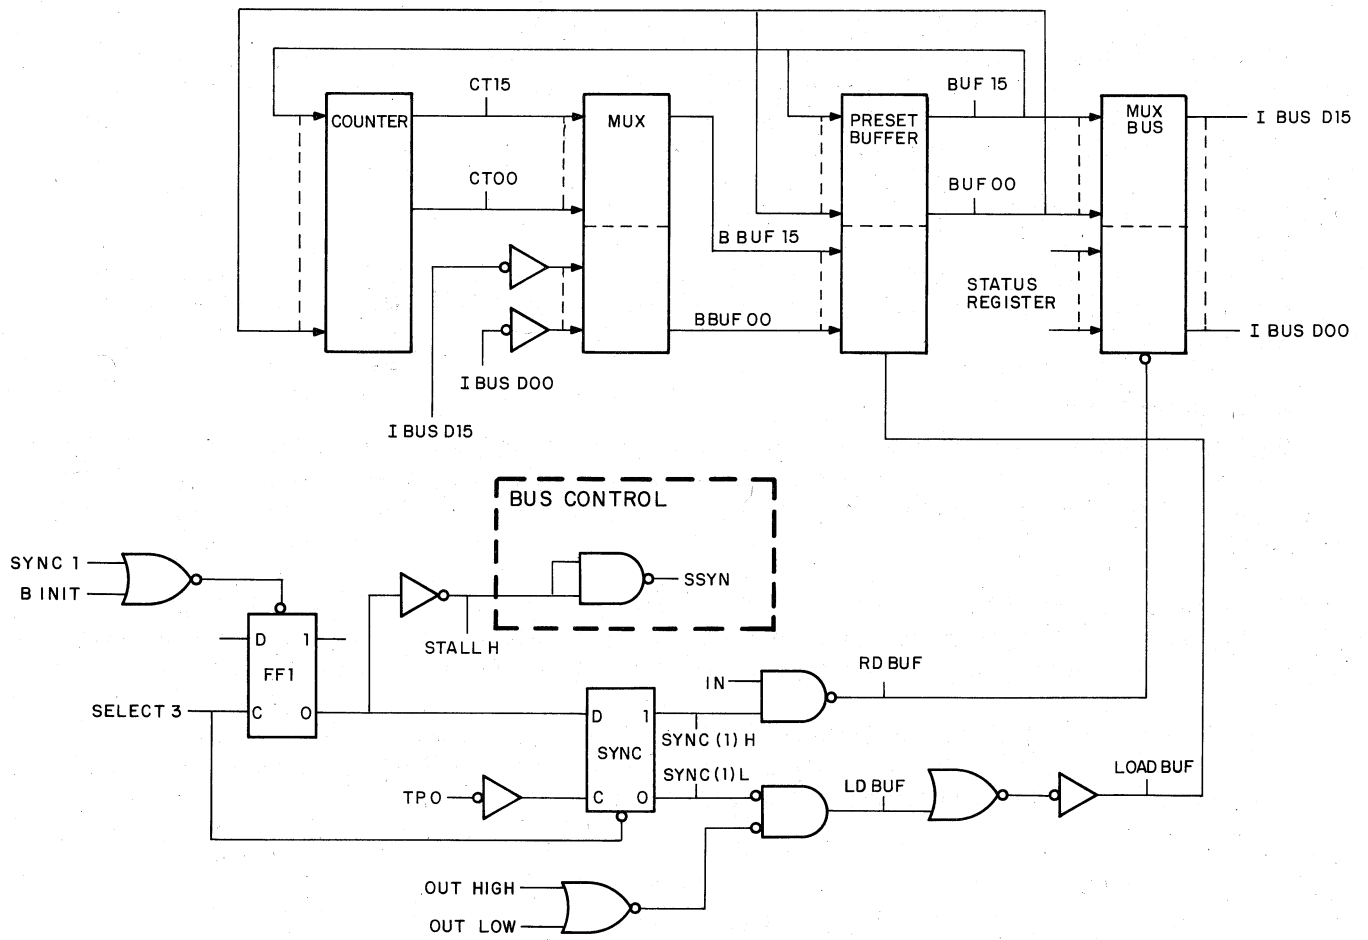 CT15
BUF 15
COUNTER
MUX
PRESET
BUFFER
MUX
BUS
I BUS D15
CT00
BUF 00
B BUF 15
STATUS
REGISTER
BBUF 00
I BUS D00
I BUS D00
I BUS D15
BUS CONTROL
SYNC 1
B INIT
SSYN
STALL H
D 1
FF1
C 0
SELECT 3
IN
RD BUF
D 1
SYNC
C 0
SYNC (1) H
SYNC(1)L
TP0
LD BUF
LOAD BUF
OUT HIGH
OUT LOW